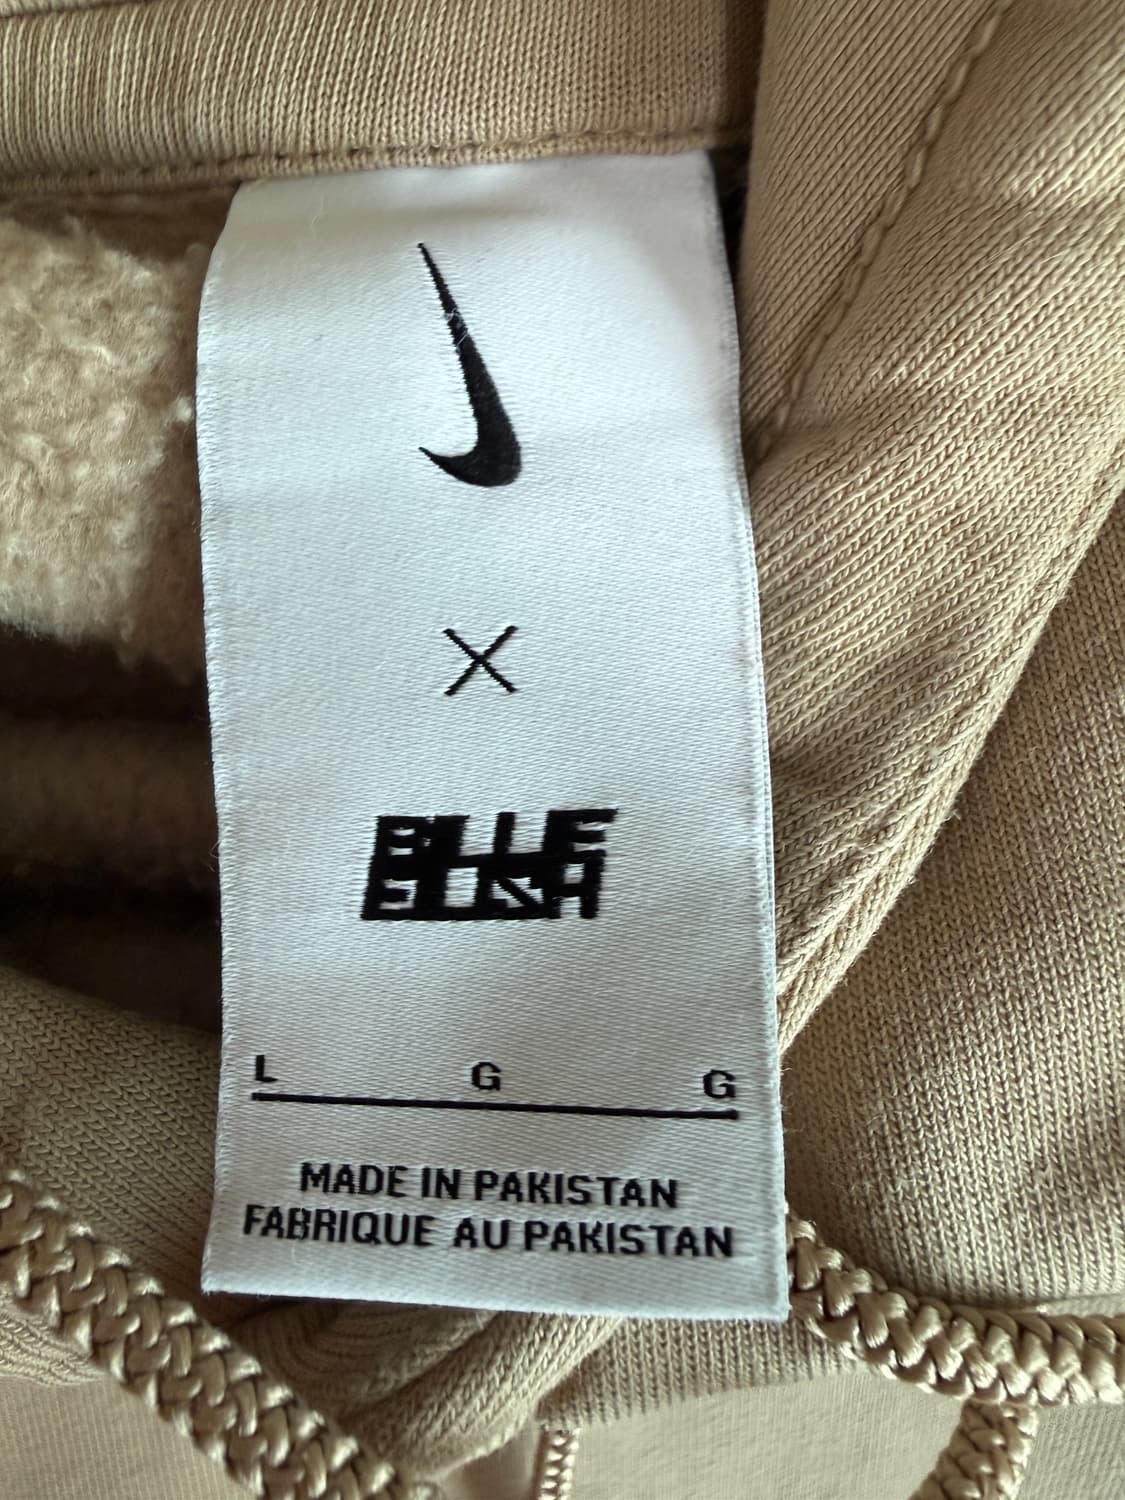 X
BILLIE
EILISH
L G G
MADE IN PAKISTAN
FABRIQUE AU PAKISTAN